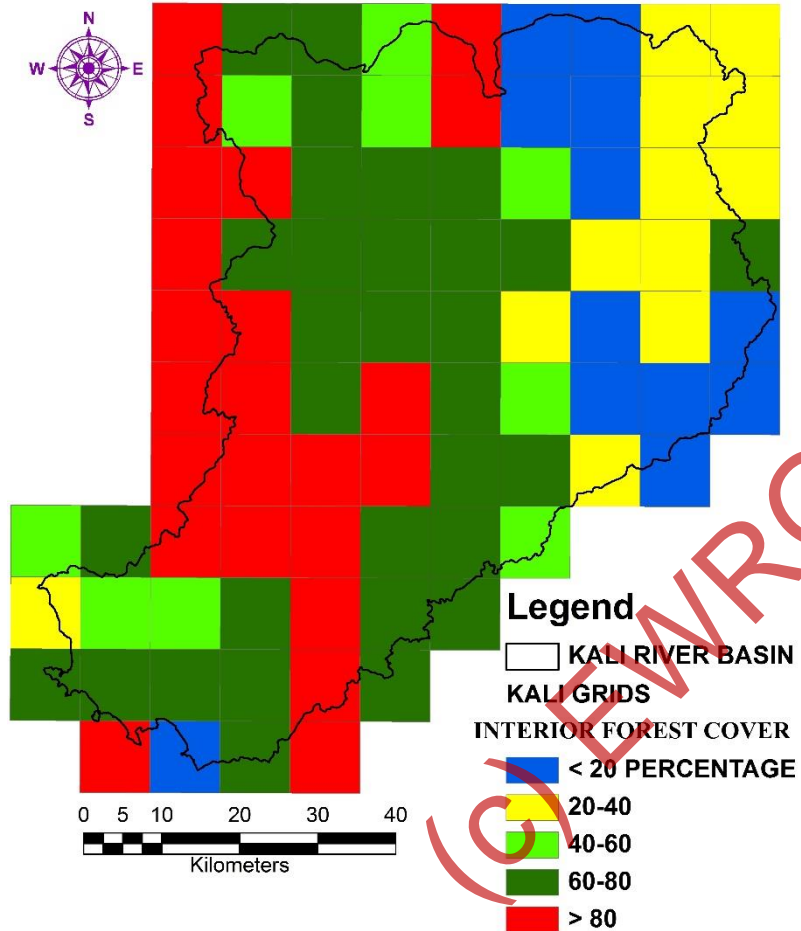 N
W E
S
Legend
KALI RIVER BASIN
KALI GRIDS
INTERIOR FOREST COVER
< 20 PERCENTAGE
20-40
40-60
60-80
> 80
0 5 10 20 30 40
Kilometers
(c) EWRG